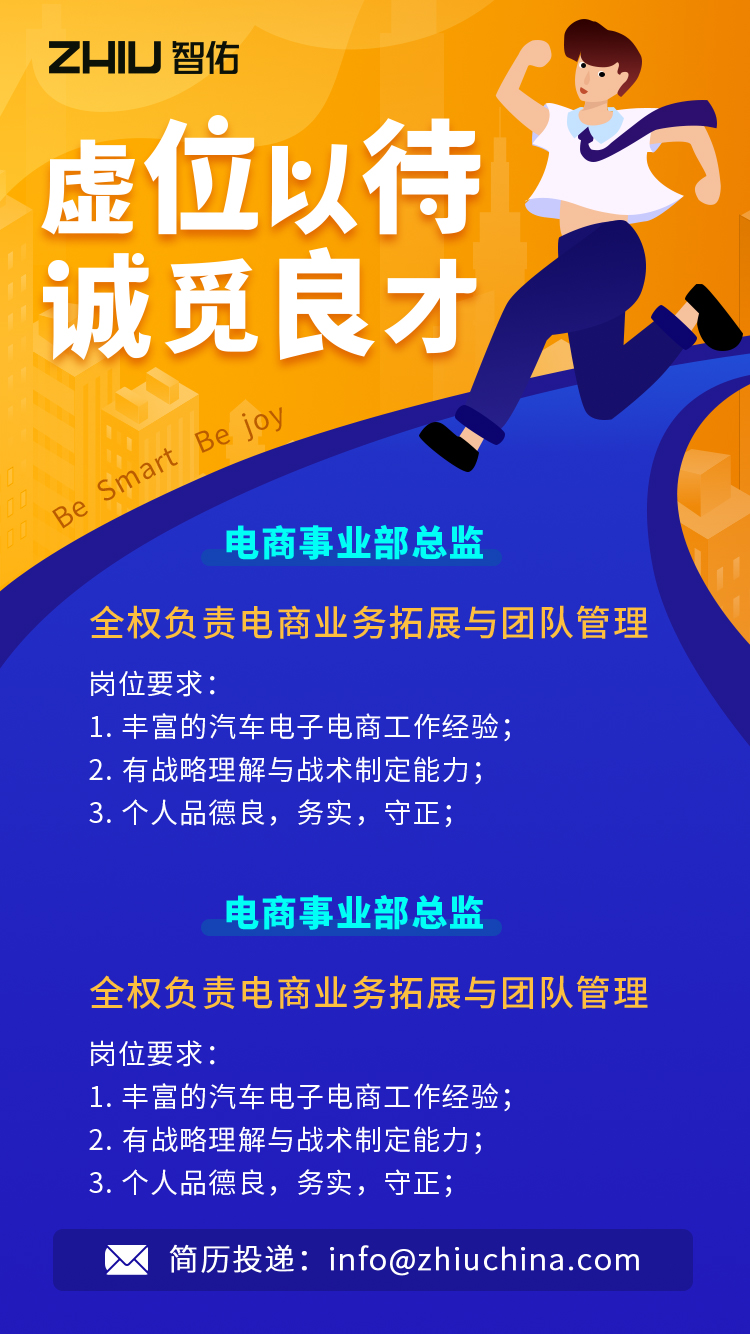 ZHIU 智佑
虚位以待
诚觅良才
Be Smart Be joy
电商事业部总监
全权负责电商业务拓展与团队管理
岗位要求：
1. 丰富的汽车电子电商工作经验；
2. 有战略理解与战术制定能力；
3. 个人品德良，务实，守正；
电商事业部总监
全权负责电商业务拓展与团队管理
岗位要求：
1. 丰富的汽车电子电商工作经验；
2. 有战略理解与战术制定能力；
3. 个人品德良，务实，守正；
简历投递：info@zhiuchina.com